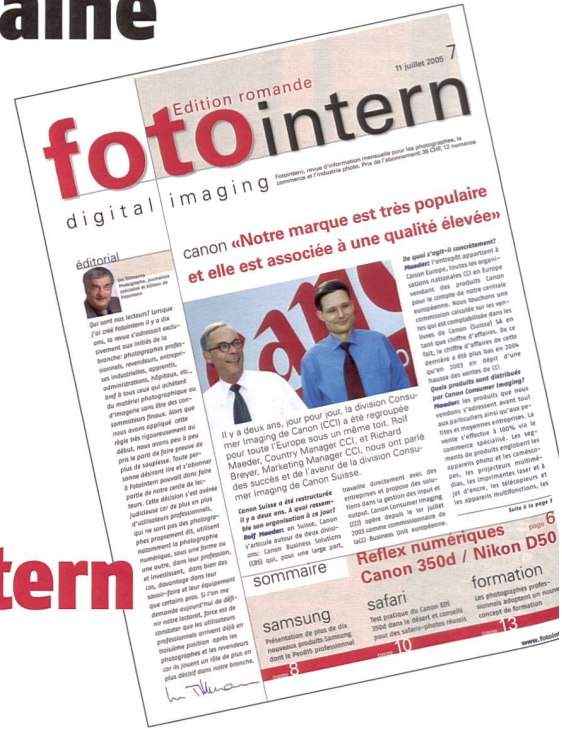 aine
Edition romande
11 juillet 2005 7
fotointern
digital imaging
Fotointern, revue d'information mensuelle pour les photographes, le
commerce et l'industrie photo. Prix de l'abonnement: 36 CHF, 12 numéros
éditorial
Urs Tillmanns
Photographe, journaliste
spécialisé et éditeur de
Fotointern
Qui sont nos lecteurs? Lorsque
j'ai créé Fotointern il y a dix
ans, la revue s'adressait exclu-
sivement aux initiés de la
branche: photographes profes-
sionnels, revendeurs, entrepri-
ses industrielles, apprentis,
administrations, hôpitaux, etc.,
bref à tous ceux qui achètent
du matériel photographique ou
d'imagerie sans être des con-
sommateurs finaux. Alors que
nous avons appliqué cette
règle très rigoureusement au
début, nous avons peu à peu
pris le parti de faire preuve de
plus de souplesse. Toute per-
sonne désirant lire et s'abonner
à Fotointern pouvait donc faire
partie de notre cercle de lec-
teurs. Cette décision s'est avérée
judicieuse car de plus en plus
d'utilisateurs professionnels,
qui ne sont pas des photogra-
phes proprement dit, utilisent
notamment la photographie
numérique, sous une forme ou
une autre, dans leur profession,
et investissent, dans bien des
cas, davantage dans leur
savoir-faire et leur équipement
que certains pros. Si l'on me
demande aujourd'hui de défi-
nir notre lectorat, force est de
constater que les utilisateurs
professionnels arrivent déjà en
troisième position après les
photographes et les revendeurs
car ils jouent un rôle de plus en
plus décisif dans notre branche.
canon «Notre marque est très populaire
et elle est associée à une qualité élevée»
Il y a deux ans, jour pour jour, la division Consu-
mer Imaging de Canon (CCI) a été regroupée
pour toute l'Europe sous un même toit. Rolf
Maeder, Country Manager CCI, et Richard
Breyer, Marketing Manager CCI, nous ont parlé
des succès et de l'avenir de la division Consu-
mer Imaging de Canon Suisse.
Canon Suisse a été restructurée
il y a deux ans. A quoi ressem-
ble son organisation à ce jour?
Rolf Maeder: en Suisse, Canon
s'articule autour de deux divisi-
ons: Canon Business Solutions
(CBS) qui, pour une large part,
travaille directement avec des
entreprises et propose des solu-
tions dans la gestion des input et
output. Canon Consumer Imaging
(CCI) opère depuis le 1er juillet
2003 comme commissionnaire de
la CCI Business Unit européenne.
De quoi s'agit-il concrètement?
Maeder: l'entrepôt appartient à
Canon Europe, toutes les organi-
sations nationales CCI en Europe
vendant des produits Canon
pour le compte de notre centrale
européenne. Nous touchons une
commission calculée sur les ven-
tes qui est comptabilisée dans les
livres de Canon (Suisse) SA en
tant que chiffre d'affaires. De ce
fait, le chiffre d'affaires de cette
dernière a été plus bas en 2004
qu'en 2003 en dépit d'une
hausse des ventes de CCI.
Quels produits sont distribués
par Canon Consumer Imaging?
Maeder: les produits que nous
vendons s'adressent avant tout
aux particuliers ainsi qu'aux pe-
tites et moyennes entreprises. La
vente s'effectue à 100% via le
commerce spécialisé. Les seg-
ments de produits englobent les
appareils photo et les camésco-
pes, les projecteurs multimé-
dias, les imprimantes laser et à
jet d'encre, les télécopieurs et
les appareils multifonctions, les
Suite à la page 3
tern
sommaire
Reflex numériques page 6
Canon 350d / Nikon D50
samsung
Présentation de plus de dix
nouveaux produits Samsung
dont le Pro815 professionnel
page 8
safari
Test pratique du Canon EOS
350D dans le désert et conseils
pour des safaris-photos réussis
page 10
formation
Les photographes profes-
sionnels adoptent un nouve
concept de formation
page 13
www.fotoint